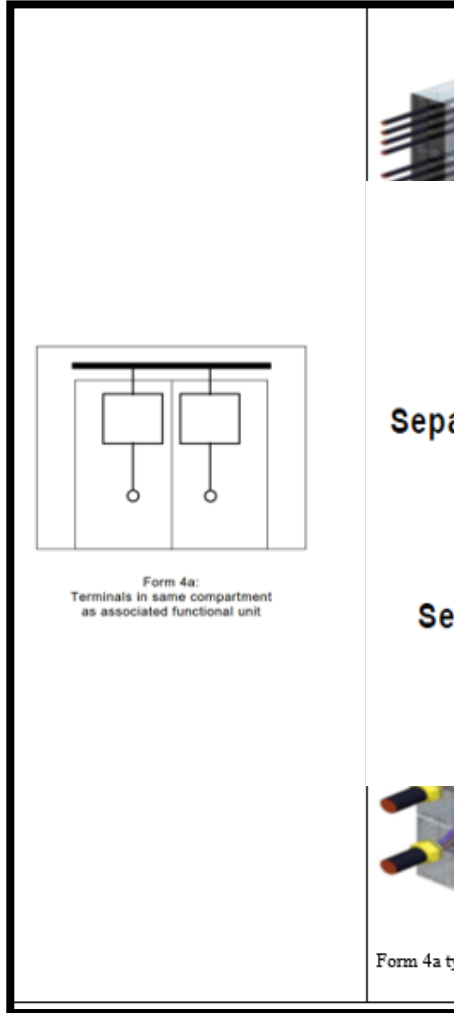 Form 4a:
Terminals in same compartment
as associated functional unit
Sepa
Se
Form 4a ty